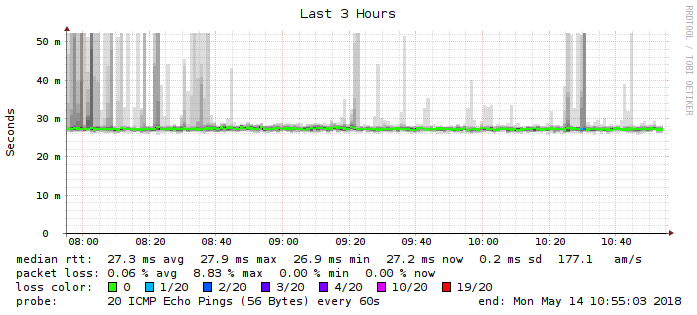 Last 3 Hours
RRDTOOL / TOBI OETIKER
Seconds
50 m
40 m
30 m
20 m
10 m
0
08:00 08:20 08:40 09:00 09:20 09:40 10:00 10:20 10:40
median rtt: 27.3 ms avg 27.9 ms max 26.9 ms min 27.2 ms now 0.2 ms sd 177.1 am/s
packet loss: 0.06 % avg 8.83 % max 0.00 % min 0.00 % now
loss color: 0 1/20 2/20 3/20 4/20 10/20 19/20
probe: 20 ICMP Echo Pings (56 Bytes) every 60s end: Mon May 14 10:55:03 2018